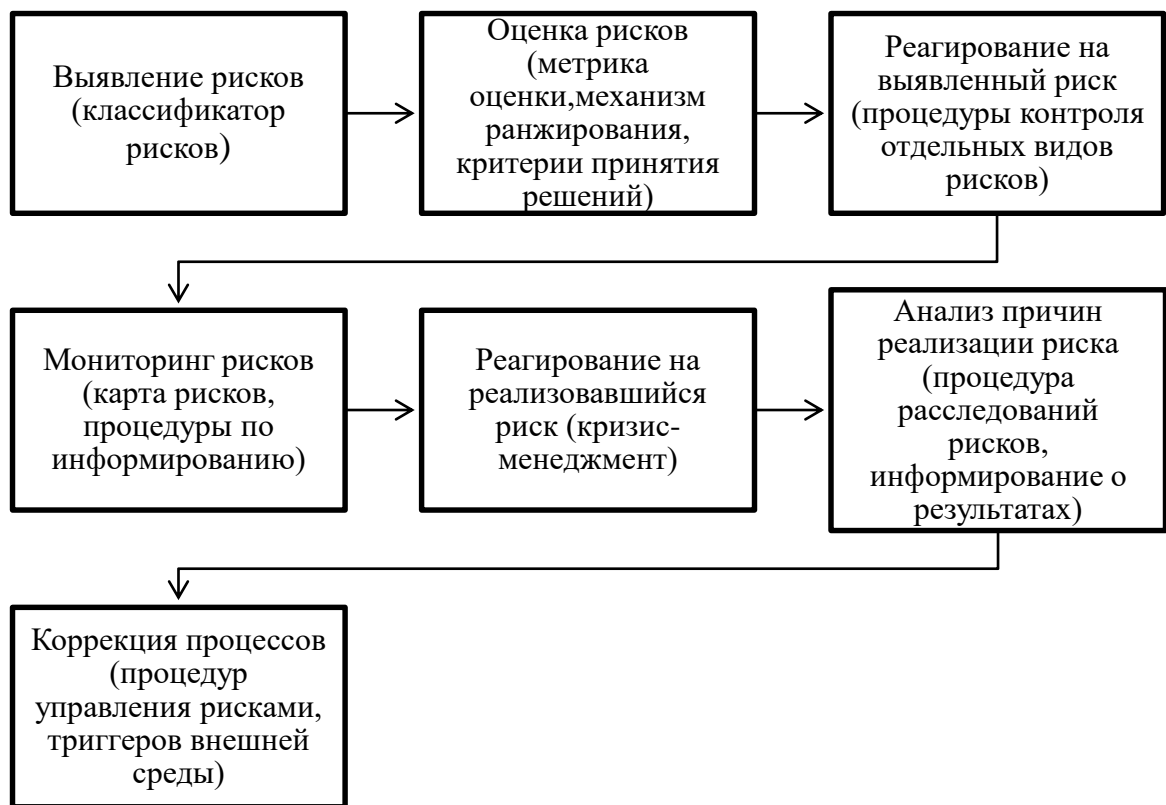 Выявление рисков
(классификатор
рисков)
Оценка рисков
(метрика
оценки,механизм
ранжирования,
критерии принятия
решений)
Реагирование на
выявленный риск
(процедуры контроля
отдельных видов
рисков)
Мониторинг рисков
(карта рисков,
процедуры по
информированию)
Реагирование на
реализовавшийся
риск (кризис-
менеджмент)
Анализ причин
реализации риска
(процедура
расследований
рисков,
информирование о
результатах)
Коррекция процессов
(процедур
управления рисками,
триггеров внешней
среды)